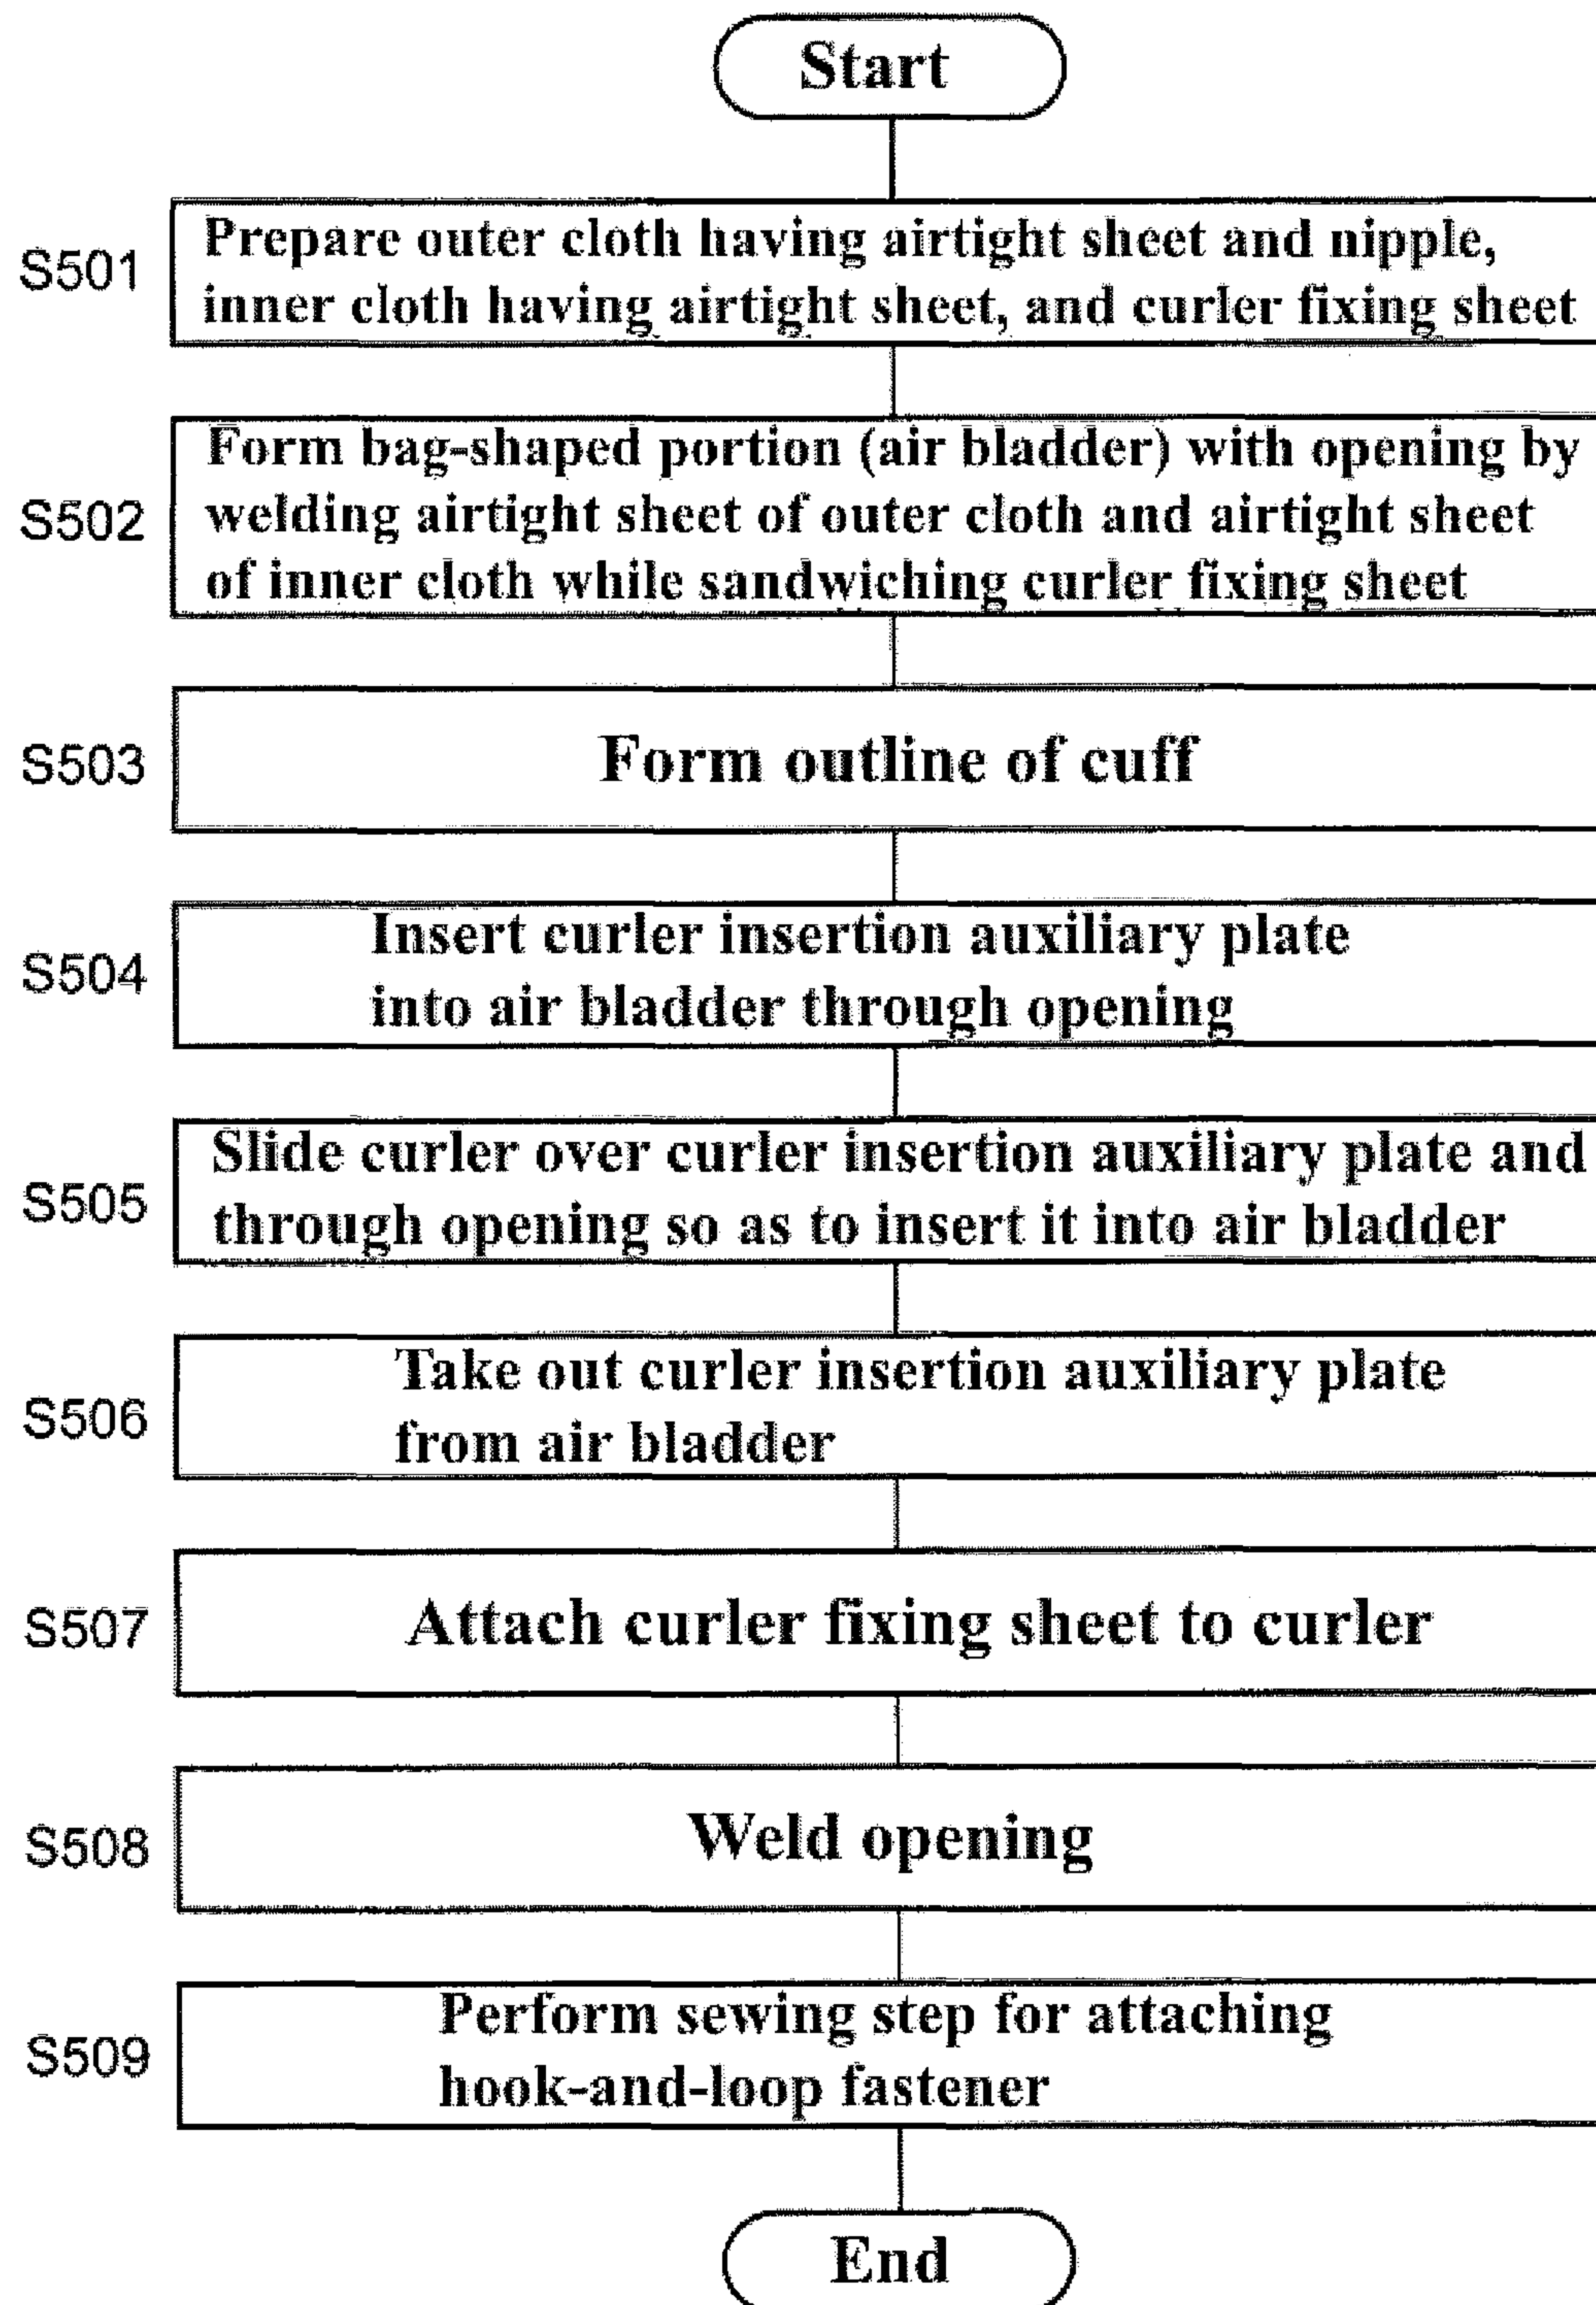 Start
S501
Prepare outer cloth having airtight sheet and nipple,
inner cloth having airtight sheet, and curler fixing sheet
S502
Form bag-shaped portion (air bladder) with opening by
welding airtight sheet of outer cloth and airtight sheet
of inner cloth while sandwiching curler fixing sheet
S503
Form outline of cuff
S504
Insert curler insertion auxiliary plate
into air bladder through opening
S505
Slide curler over curler insertion auxiliary plate and
through opening so as to insert it into air bladder
S506
Take out curler insertion auxiliary plate
from air bladder
S507
Attach curler fixing sheet to curler
S508
Weld opening
S509
Perform sewing step for attaching
hook-and-loop fastener
End